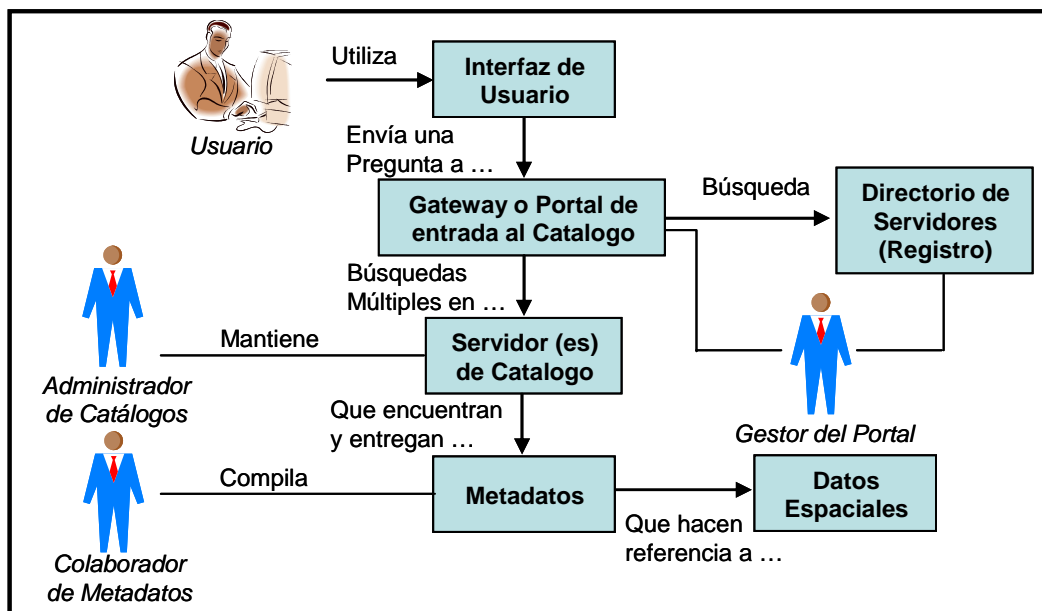 Utiliza
Interfaz de
Usuario
Usuario
Envía una
Pregunta a …
Gateway o Portal de
entrada al Catalogo
Búsqueda
Directorio de
Servidores
(Registro)
Búsquedas
Múltiples en …
Mantiene
Servidor (es)
de Catalogo
Administrador
de Catálogos
Gestor del Portal
Que encuentran
y entregan …
Compila
Metadatos
Datos
Espaciales
Que hacen
referencia a …
Colaborador
de Metadatos